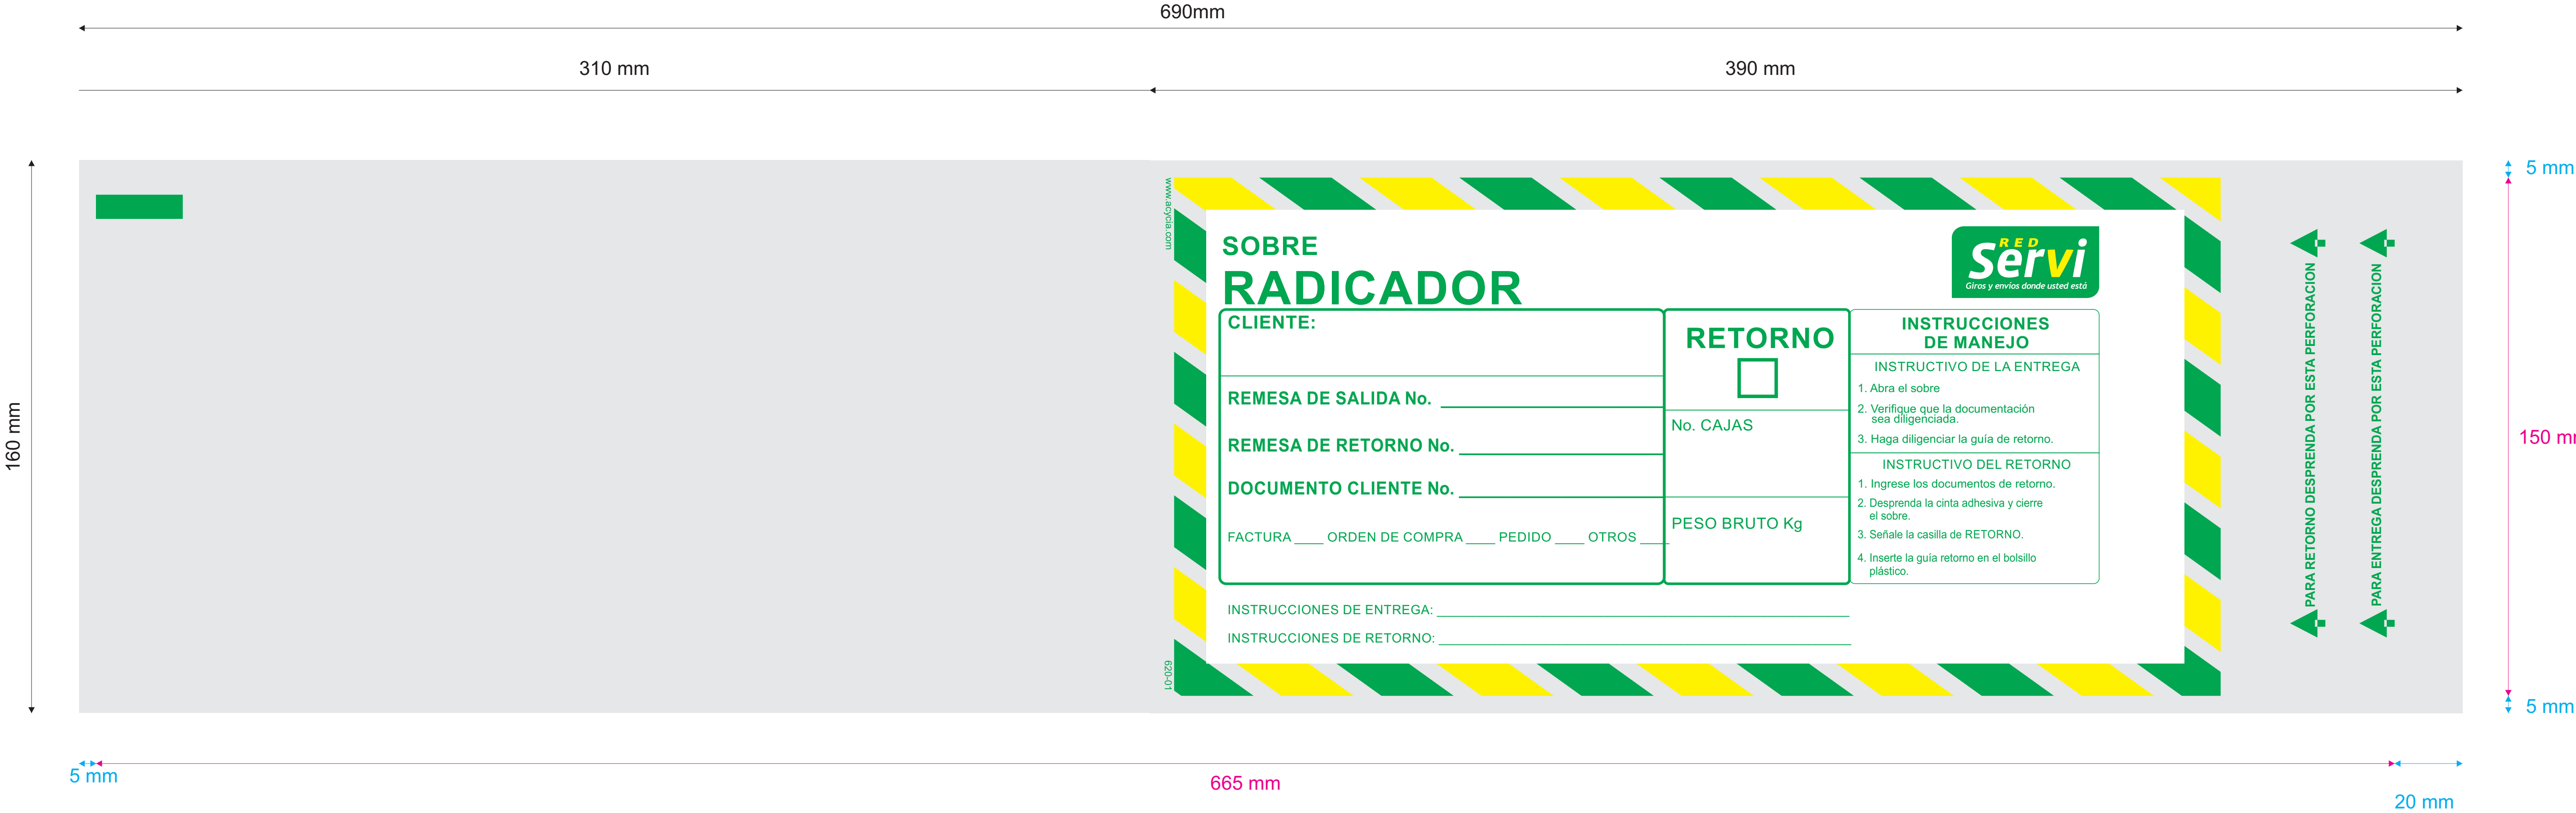 690mm
310 mm
390 mm
160 mm
5 mm
150 m
5 mm
www.acycia.com
620-01
SOBRE
RADICADOR
RED
Servi
Giros y envíos donde usted está
CLIENTE:
REMESA DE SALIDA No. ____
REMESA DE RETORNO No. ____
DOCUMENTO CLIENTE No. ____
FACTURA ____ ORDEN DE COMPRA ____ PEDIDO ____ OTROS ____
RETORNO
No. CAJAS
PESO BRUTO Kg
INSTRUCCIONES
DE MANEJO
INSTRUCTIVO DE LA ENTREGA
1. Abra el sobre
2. Verifique que la documentación
sea diligenciada.
3. Haga diligenciar la guía de retorno.
INSTRUCTIVO DEL RETORNO
1. Ingrese los documentos de retorno.
2. Desprenda la cinta adhesiva y cierre
el sobre.
3. Señale la casilla de RETORNO.
4. Inserte la guía retorno en el bolsillo
plástico.
INSTRUCCIONES DE ENTREGA: ____
INSTRUCCIONES DE RETORNO: ____
PARA RETORNO DESPRENDA POR ESTA PERFORACION
PARA ENTREGA DESPRENDA POR ESTA PERFORACION
5 mm
665 mm
20 mm